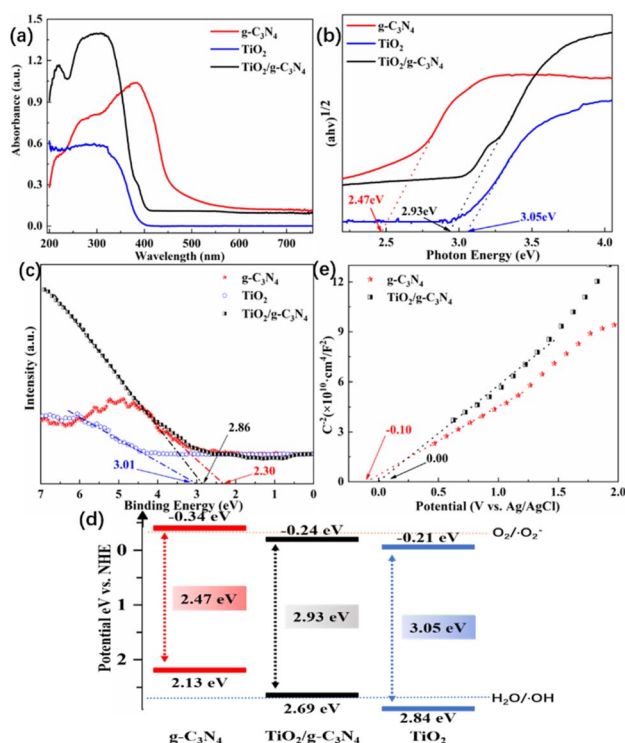 (a)
g-C₃N₄
TiO₂
TiO₂/g-C₃N₄
Absorbance (a.u.)
1.5
1.2
0.9
0.6
0.3
0.0
200 300 400 500 600 700
Wavelength (nm)
(b)
g-C₃N₄
TiO₂
TiO₂/g-C₃N₄
(ahv)^1/2
2.47eV
2.93eV
3.05eV
2.5 3.0 3.5 4.0
Photon Energy (eV)
(c)
g-C₃N₄
TiO₂
TiO₂/g-C₃N₄
Intensity (a.u.)
3.01
2.86
2.30
7 6 5 4 3 2 1 0
Binding Energy (eV)
(e)
g-C₃N₄
TiO₂/g-C₃N₄
C⁻²(×10¹⁰·cm⁴/F²)
12
9
6
3
0
-0.10
0.00
0.0 0.5 1.0 1.5 2.0
Potential (V vs. Ag/AgCl)
(d)
Potential eV vs. NHE
0
1
2
-0.34 eV
-0.24 eV
-0.21 eV
O₂/·O₂⁻
2.47 eV
2.93 eV
3.05 eV
2.13 eV
2.69 eV
2.84 eV
H₂O/·OH
g-C₃N₄
TiO₂/g-C₃N₄
TiO₂